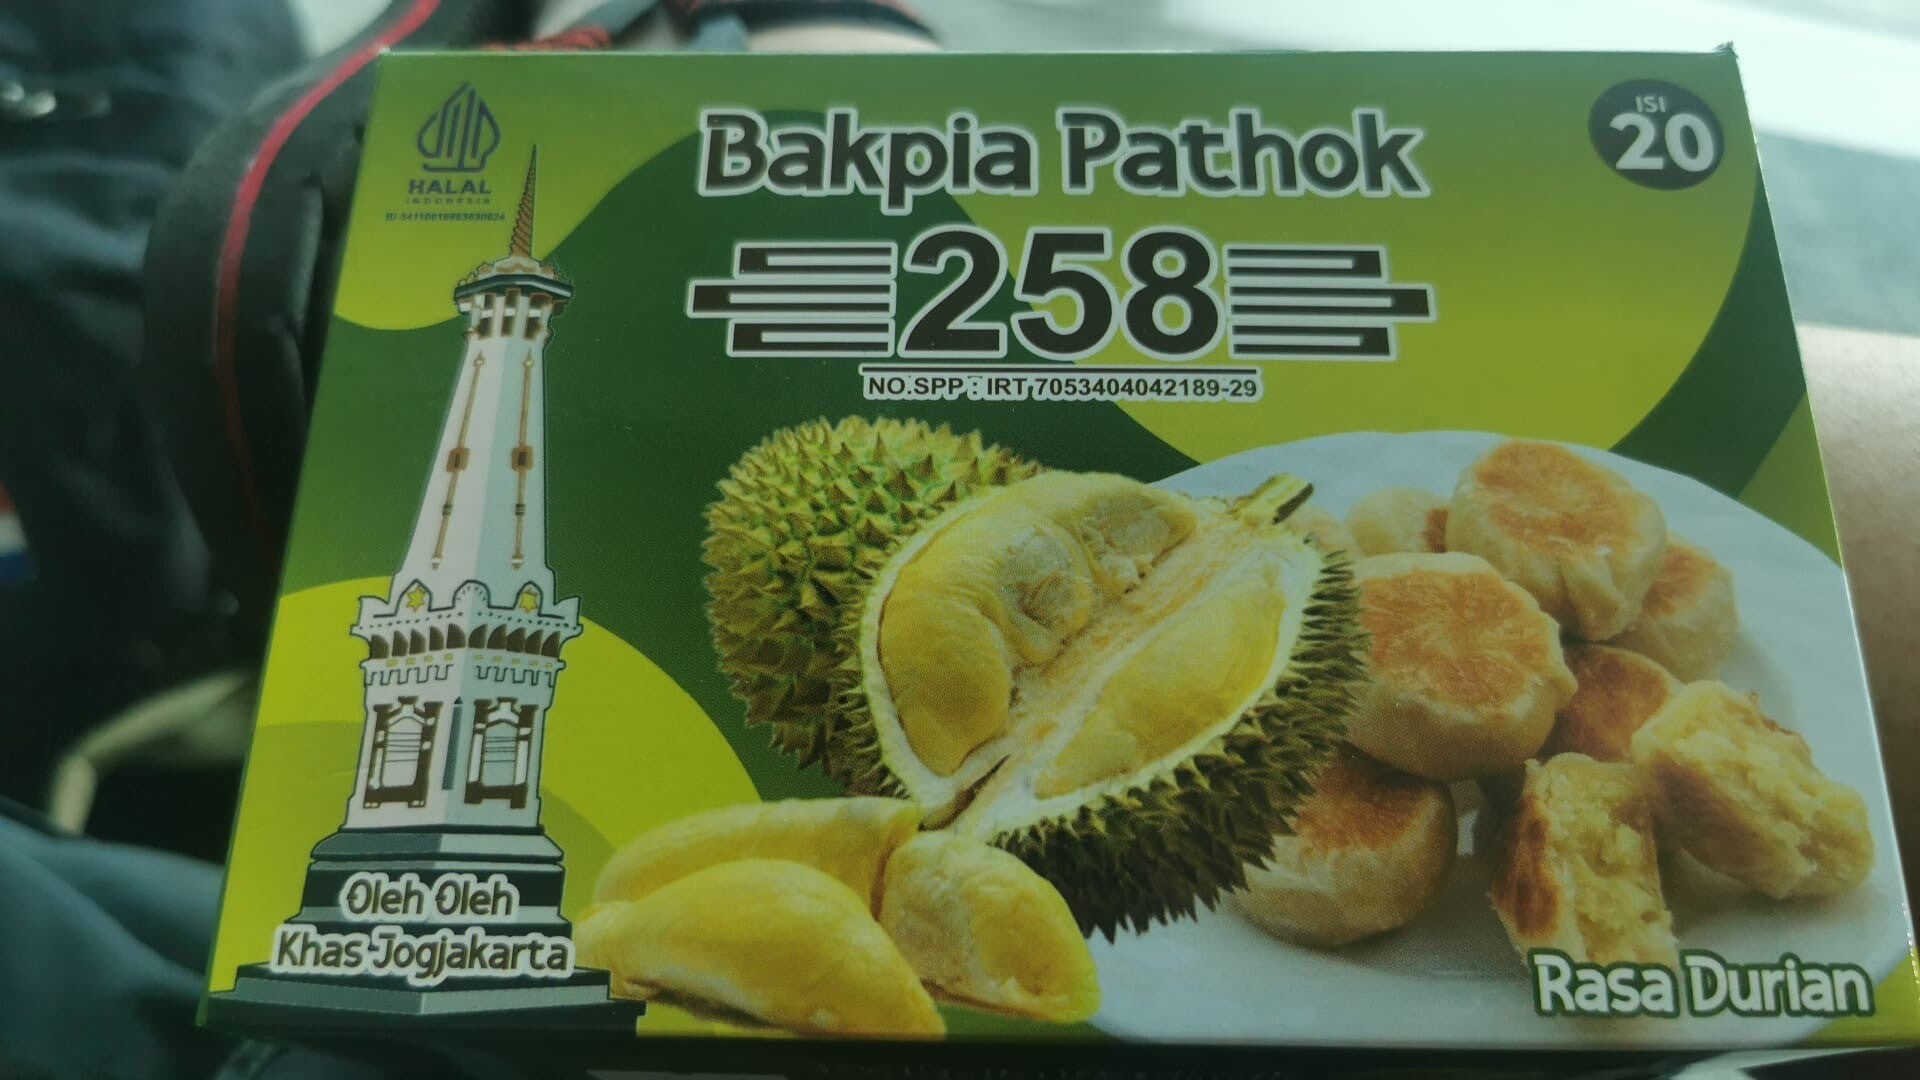 HALAL
INDONESIA
Bakpia Pathok
ISI
20
258
NO.SPP : IRT 7053404042189-29
Oleh Oleh
Khas Jogjakarta
Rasa Durian